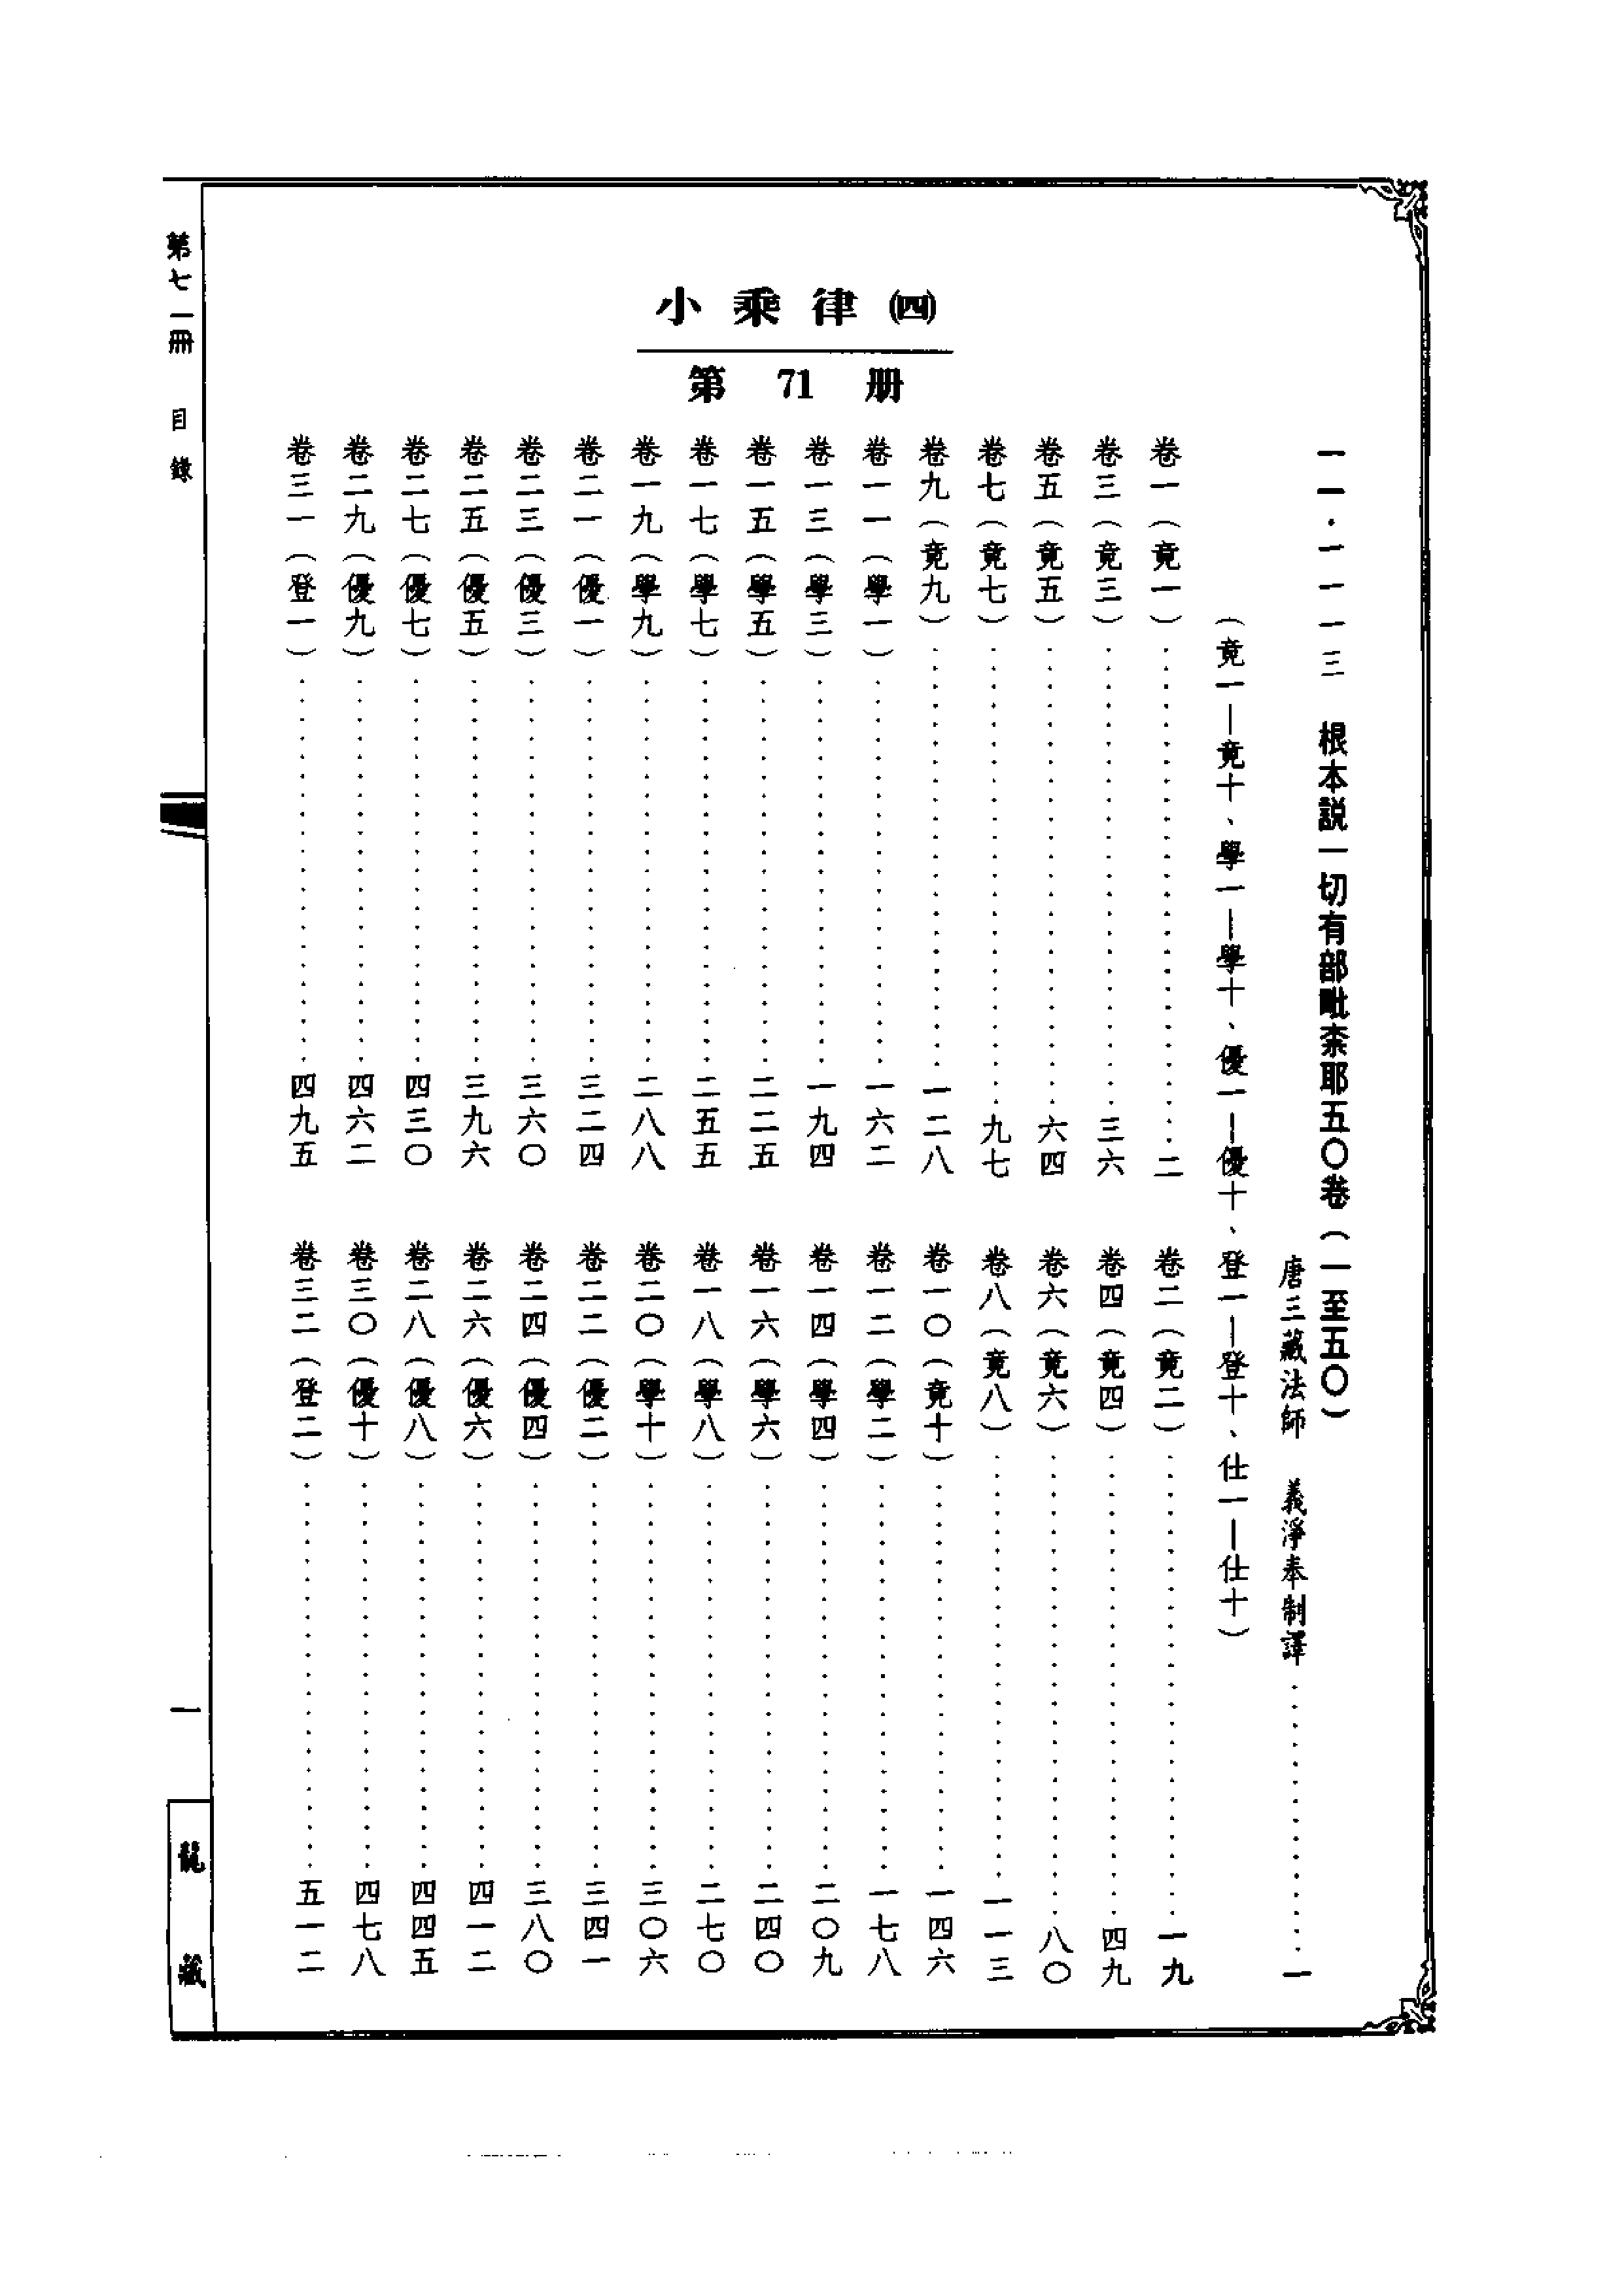 小乘律㈣
第 71 册
一一·一一一三 根本説一切有部毗柰耶五〇卷（一至五〇）
唐三藏法師 義淨奉制譯…………一
（竟一—竟十、學一—學十、優一—優十、登一—登十、仕一—仕十）
卷一（竟一）…………二
卷二（竟二）…………一九
卷三（竟三）…………三六
卷四（竟四）…………四九
卷五（竟五）…………六四
卷六（竟六）…………八〇
卷七（竟七）…………九七
卷八（竟八）…………一一三
卷九（竟九）…………一二八
卷一〇（竟十）…………一四六
卷一一（學一）…………一六二
卷一二（學二）…………一七八
卷一三（學三）…………一九四
卷一四（學四）…………二〇九
卷一五（學五）…………二二五
卷一六（學六）…………二四〇
卷一七（學七）…………二五五
卷一八（學八）…………二七〇
卷一九（學九）…………二八八
卷二〇（學十）…………三〇六
卷二一（優一）…………三二四
卷二二（優二）…………三四一
卷二三（優三）…………三六〇
卷二四（優四）…………三八〇
卷二五（優五）…………三九六
卷二六（優六）…………四一二
卷二七（優七）…………四三〇
卷二八（優八）…………四四五
卷二九（優九）…………四六二
卷三〇（優十）…………四七八
卷三一（登一）…………四九五
卷三二（登二）…………五一二
第七一冊 目錄
一
龍藏